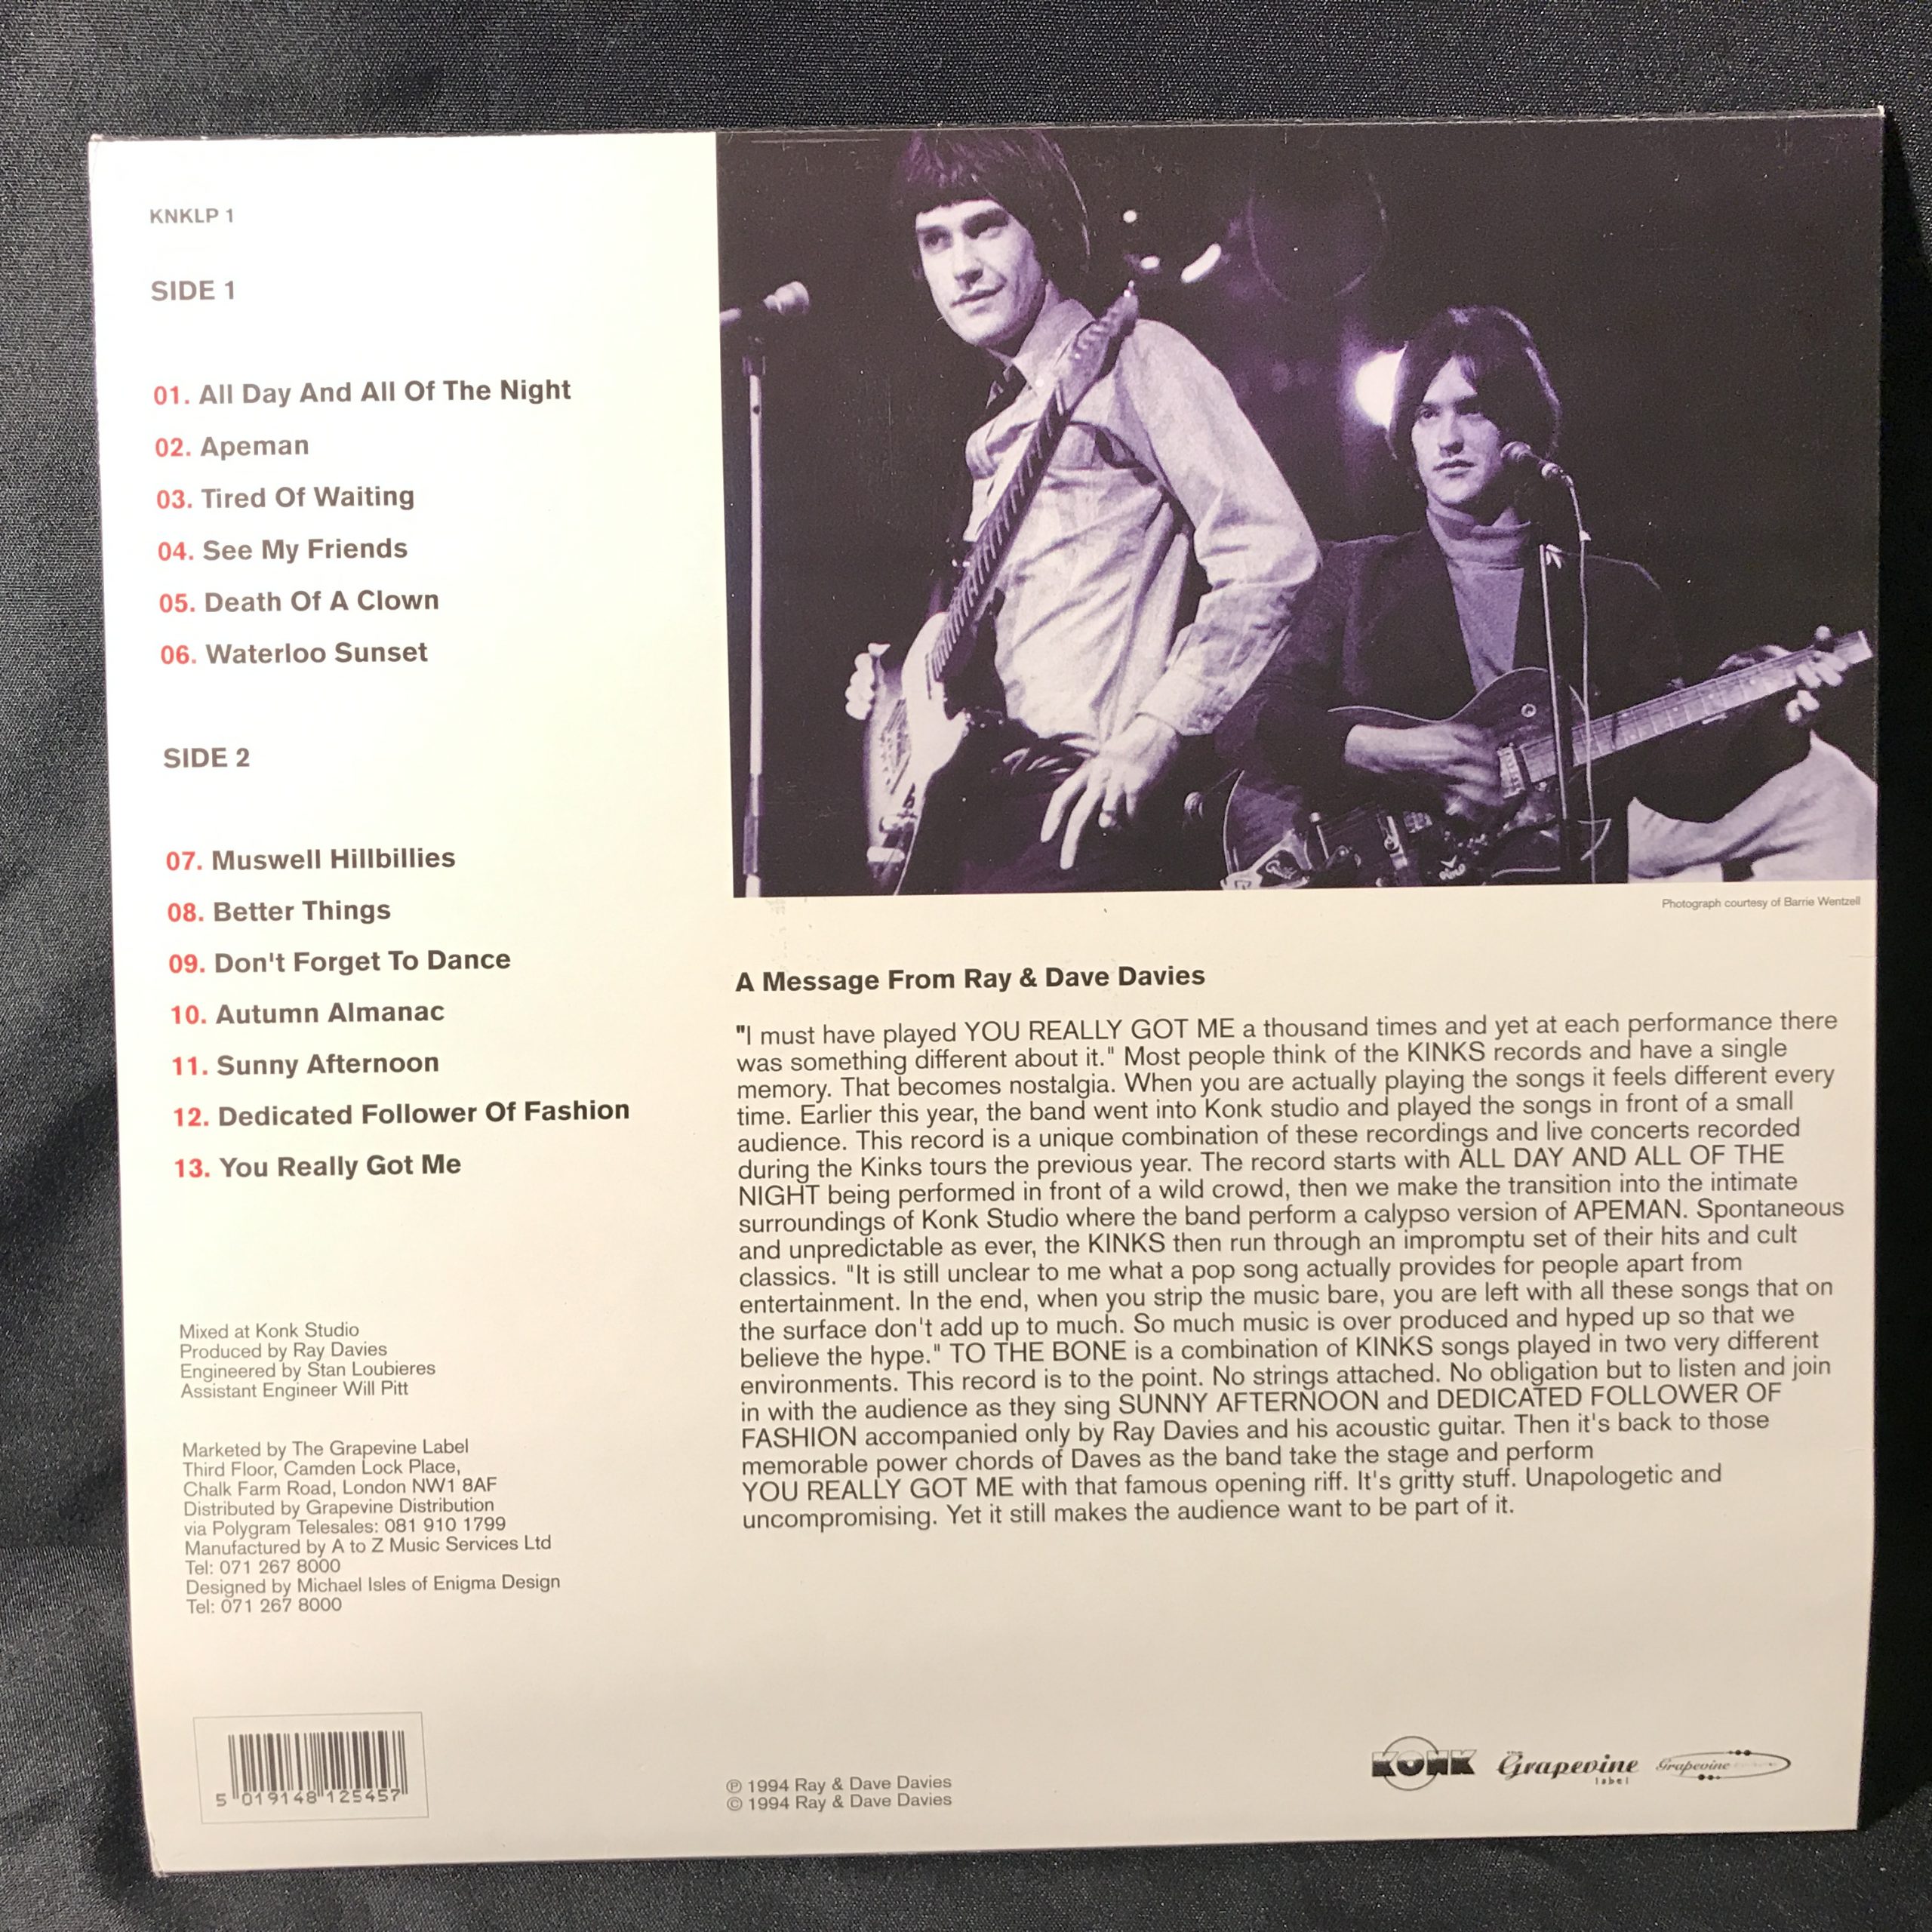 KNKLP 1
SIDE 1
01. All Day And All Of The Night
02. Apeman
03. Tired Of Waiting
04. See My Friends
05. Death Of A Clown
06. Waterloo Sunset
SIDE 2
07. Muswell Hillbillies
08. Better Things
09. Don't Forget To Dance
10. Autumn Almanac
11. Sunny Afternoon
12. Dedicated Follower Of Fashion
13. You Really Got Me
Mixed at Konk Studio
Produced by Ray Davies
Engineered by Stan Loubieres
Assistant Engineer Will Pitt
Marketed by The Grapevine Label
Third Floor, Camden Lock Place,
Chalk Farm Road, London NW1 8AF
Distributed by Grapevine Distribution
via Polygram Telesales: 081 910 1799
Manufactured by A to Z Music Services Ltd
Tel: 071 267 8000
Designed by Michael Isles of Enigma Design
Tel: 071 267 8000
5 019148 125457
Photograph courtesy of Barrie Wentzell
A Message From Ray & Dave Davies
"I must have played YOU REALLY GOT ME a thousand times and yet at each performance there
was something different about it." Most people think of the KINKS records and have a single
memory. That becomes nostalgia. When you are actually playing the songs it feels different every
time. Earlier this year, the band went into Konk studio and played the songs in front of a small
audience. This record is a unique combination of these recordings and live concerts recorded
during the Kinks tours the previous year. The record starts with ALL DAY AND ALL OF THE
NIGHT being performed in front of a wild crowd, then we make the transition into the intimate
surroundings of Konk Studio where the band perform a calypso version of APEMAN. Spontaneous
and unpredictable as ever, the KINKS then run through an impromptu set of their hits and cult
classics. "It is still unclear to me what a pop song actually provides for people apart from
entertainment. In the end, when you strip the music bare, you are left with all these songs that on
the surface don't add up to much. So much music is over produced and hyped up so that we
believe the hype." TO THE BONE is a combination of KINKS songs played in two very different
environments. This record is to the point. No strings attached. No obligation but to listen and join
in with the audience as they sing SUNNY AFTERNOON and DEDICATED FOLLOWER OF
FASHION accompanied only by Ray Davies and his acoustic guitar. Then it's back to those
memorable power chords of Daves as the band take the stage and perform
YOU REALLY GOT ME with that famous opening riff. It's gritty stuff. Unapologetic and
uncompromising. Yet it still makes the audience want to be part of it.
℗ 1994 Ray & Dave Davies
© 1994 Ray & Dave Davies
KONK
the Grapevine
label
Grapevine